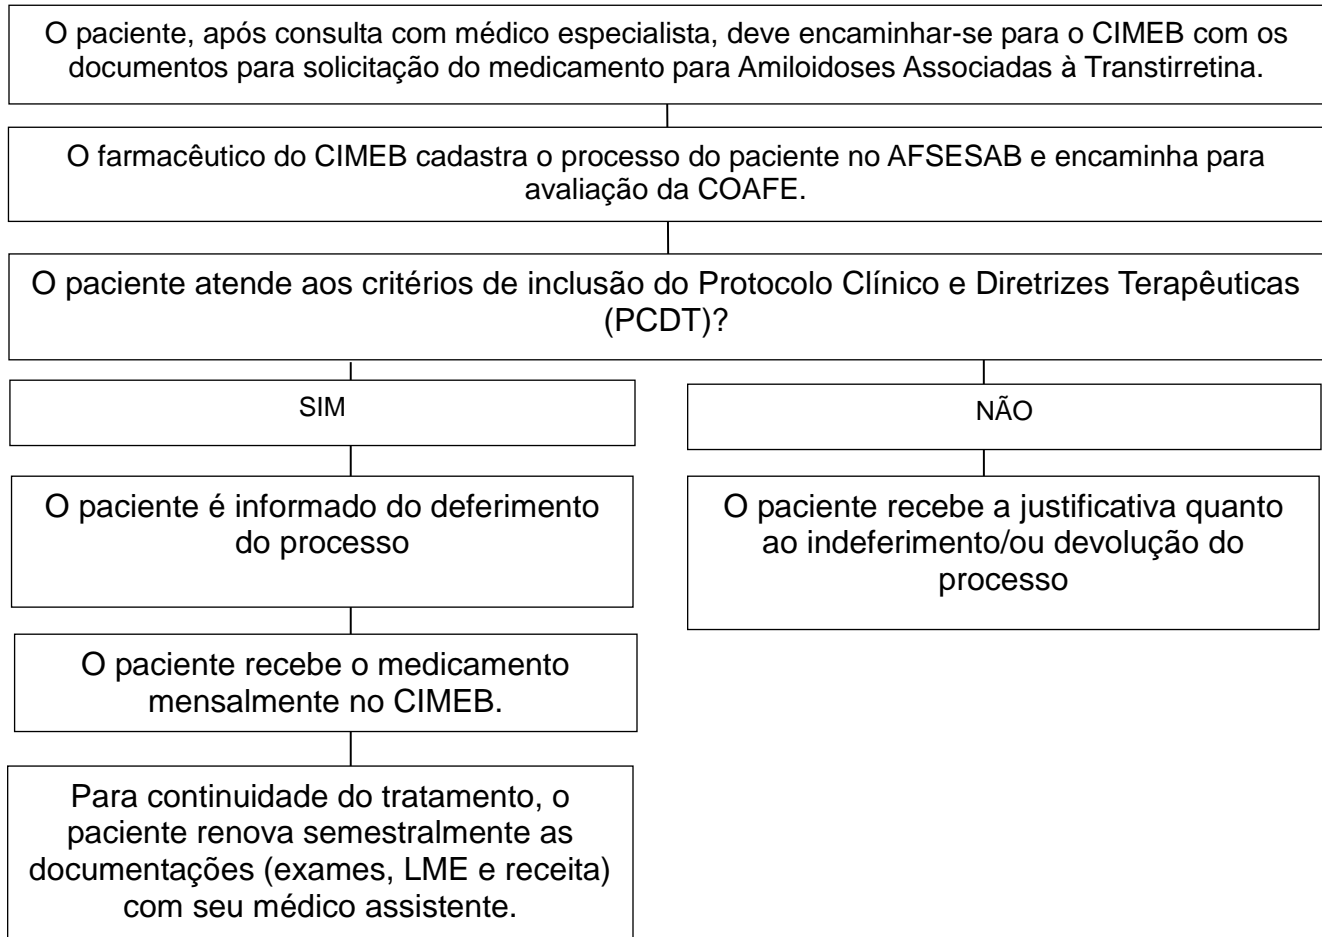 O paciente, após consulta com médico especialista, deve encaminhar-se para o CIMEB com os
documentos para solicitação do medicamento para Amiloidoses Associadas à Transtirretina.
O farmacêutico do CIMEB cadastra o processo do paciente no AFSESAB e encaminha para
avaliação da COAFE.
O paciente atende aos critérios de inclusão do Protocolo Clínico e Diretrizes Terapêuticas
(PCDT)?
SIM
O paciente é informado do deferimento
do processo
O paciente recebe o medicamento
mensalmente no CIMEB.
Para continuidade do tratamento, o
paciente renova semestralmente as
documentações (exames, LME e receita)
com seu médico assistente.
NÃO
O paciente recebe a justificativa quanto
ao indeferimento/ou devolução do
processo